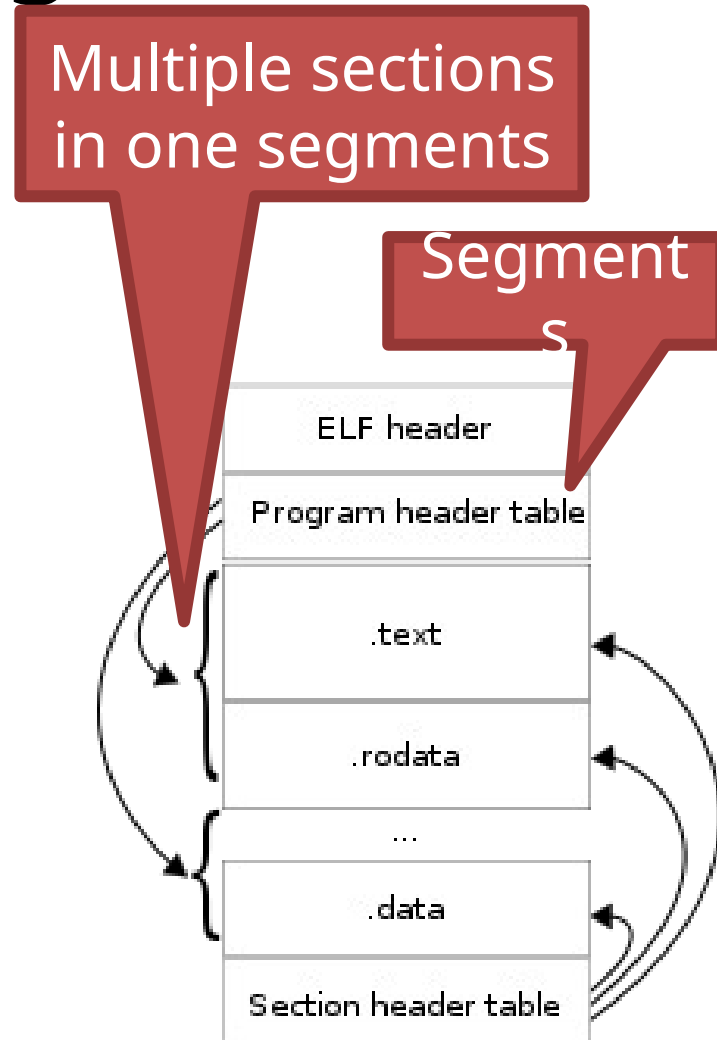 Multiple sections
in one segments
Segment
s
ELF header
Program header table
.text
.rodata
...
.data
Section header table